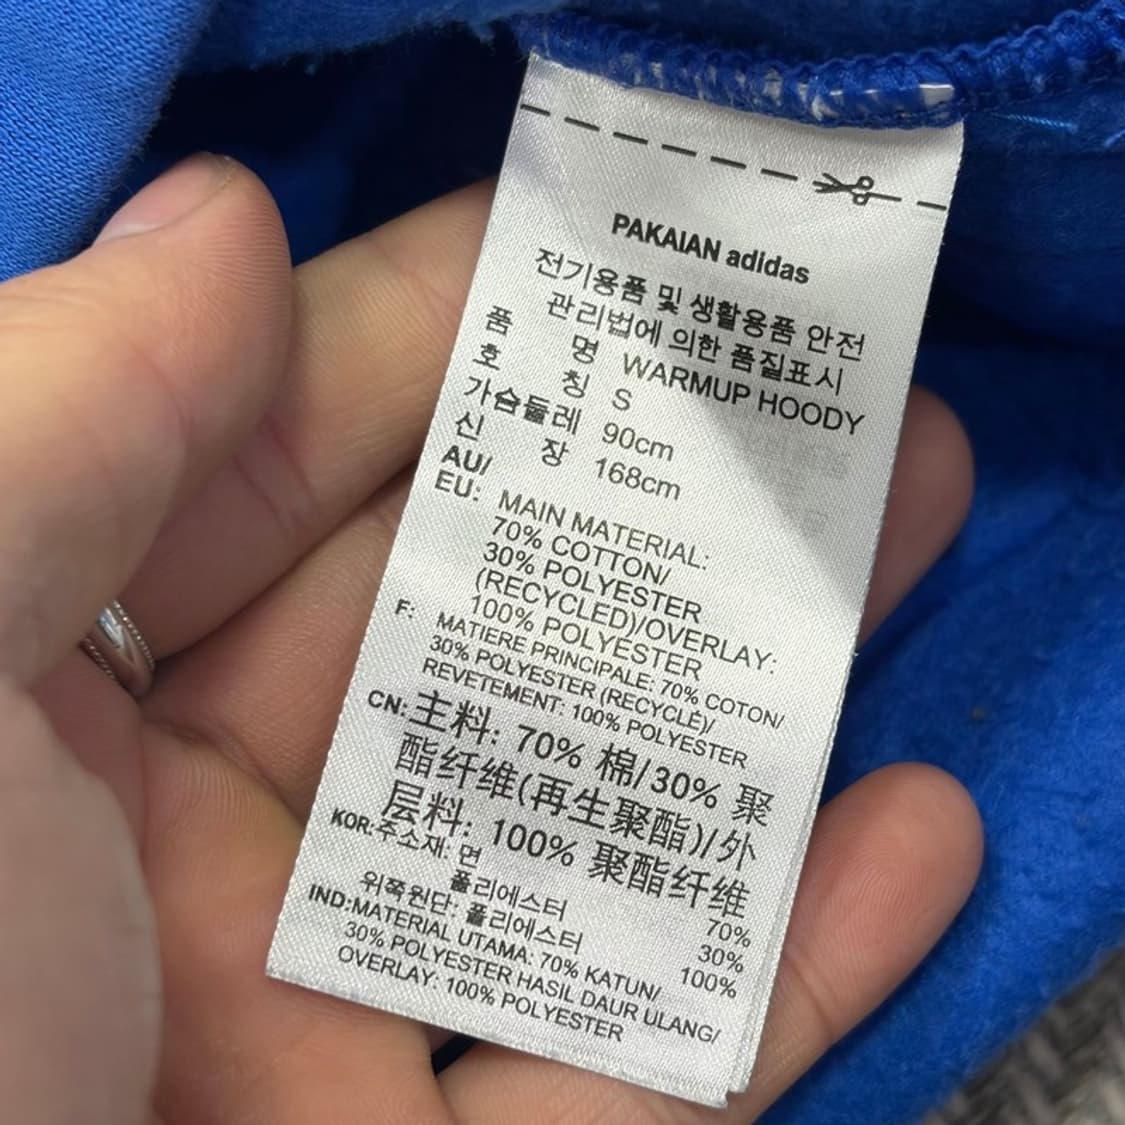 PAKAIAN adidas
전기용품 및 생활용품 안전
관리법에 의한 품질표시
품 명 WARMUP HOODY
호 칭 S
가슴둘레 90cm
신 장 168cm
AU/
EU: MAIN MATERIAL:
70% COTTON/
30% POLYESTER
(RECYCLED)/OVERLAY:
100% POLYESTER
F: MATIERE PRINCIPALE: 70% COTON/
30% POLYESTER (RECYCLÉ)/
REVETEMENT: 100% POLYESTER
CN: 主料: 70% 棉/30% 聚
酯纤维(再生聚酯)/外
层料: 100% 聚酯纤维
KOR: 주소재: 면 70%
폴리에스터 30%
위쪽원단: 폴리에스터 100%
IND: MATERIAL UTAMA: 70% KATUN/
30% POLYESTER HASIL DAUR ULANG/
OVERLAY: 100% POLYESTER